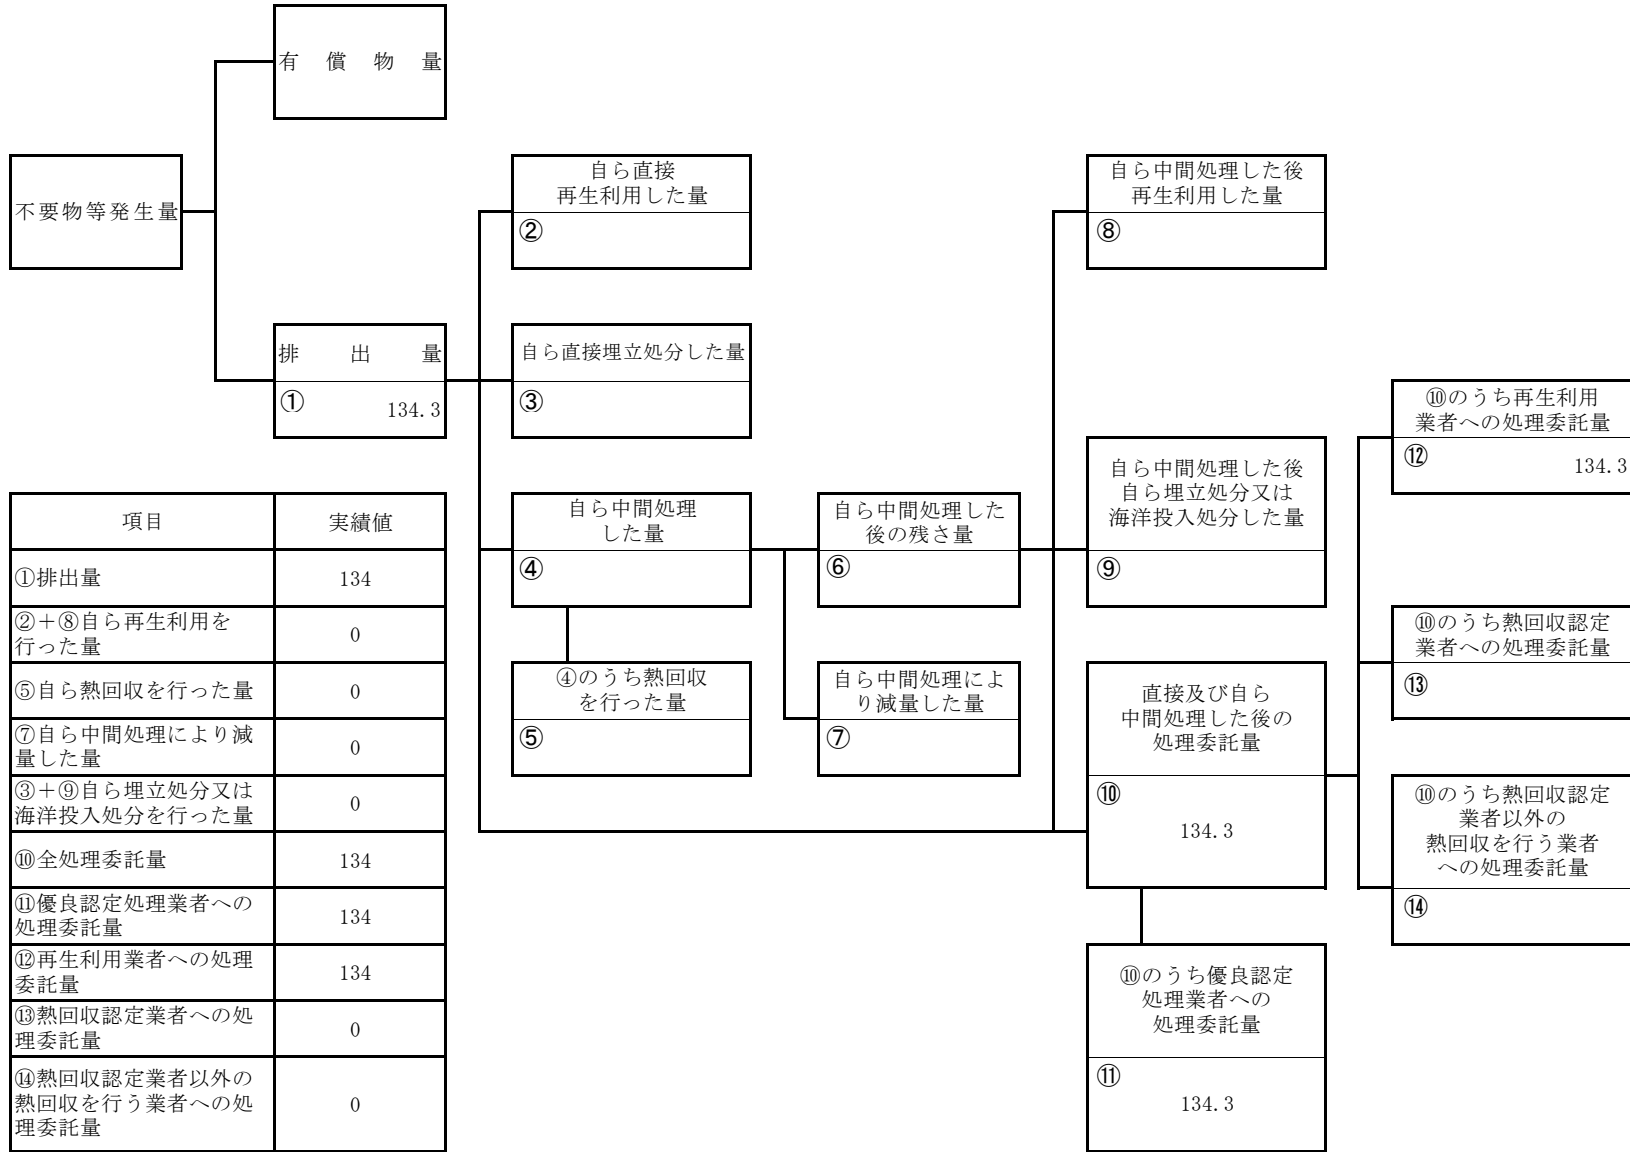 有償物量
不要物等発生量
排出量
①
134.3
自ら直接
再生利用した量
②
自ら直接埋立処分した量
③
自ら中間処理
した量
④
④のうち熱回収
を行った量
⑤
自ら中間処理した
後の残さ量
⑥
自ら中間処理によ
り減量した量
⑦
自ら中間処理した後
再生利用した量
⑧
自ら中間処理した後
自ら埋立処分又は
海洋投入処分した量
⑨
直接及び自ら
中間処理した後の
処理委託量
⑩
134.3
⑩のうち優良認定
処理業者への
処理委託量
⑪
134.3
⑩のうち再生利用
業者への処理委託量
⑫
134.3
⑩のうち熱回収認定
業者への処理委託量
⑬
⑩のうち熱回収認定
業者以外の
熱回収を行う業者
への処理委託量
⑭
項目 実績値
①排出量 134
②＋⑧自ら再生利用を
行った量 0
⑤自ら熱回収を行った量 0
⑦自ら中間処理により減
量した量 0
③＋⑨自ら埋立処分又は
海洋投入処分を行った量 0
⑩全処理委託量 134
⑪優良認定処理業者への
処理委託量 134
⑫再生利用業者への処理
委託量 134
⑬熱回収認定業者への処
理委託量 0
⑭熱回収認定業者以外の
熱回収を行う業者への処
理委託量 0